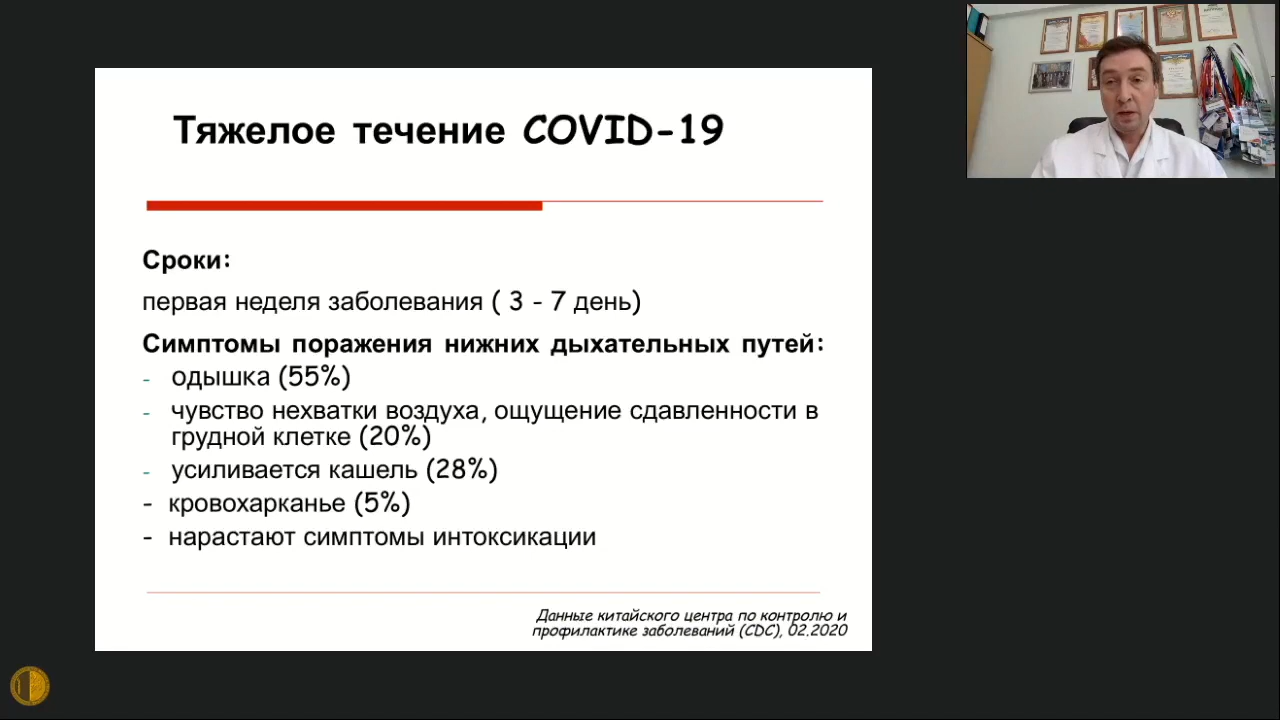 Тяжелое течение COVID-19
Сроки:
первая неделя заболевания ( 3 - 7 день)
Симптомы поражения нижних дыхательных путей:
- одышка (55%)
- чувство нехватки воздуха, ощущение сдавленности в
грудной клетке (20%)
- усиливается кашель (28%)
- кровохарканье (5%)
- нарастают симптомы интоксикации
Данные китайского центра по контролю и
профилактике заболеваний (CDC), 02.2020